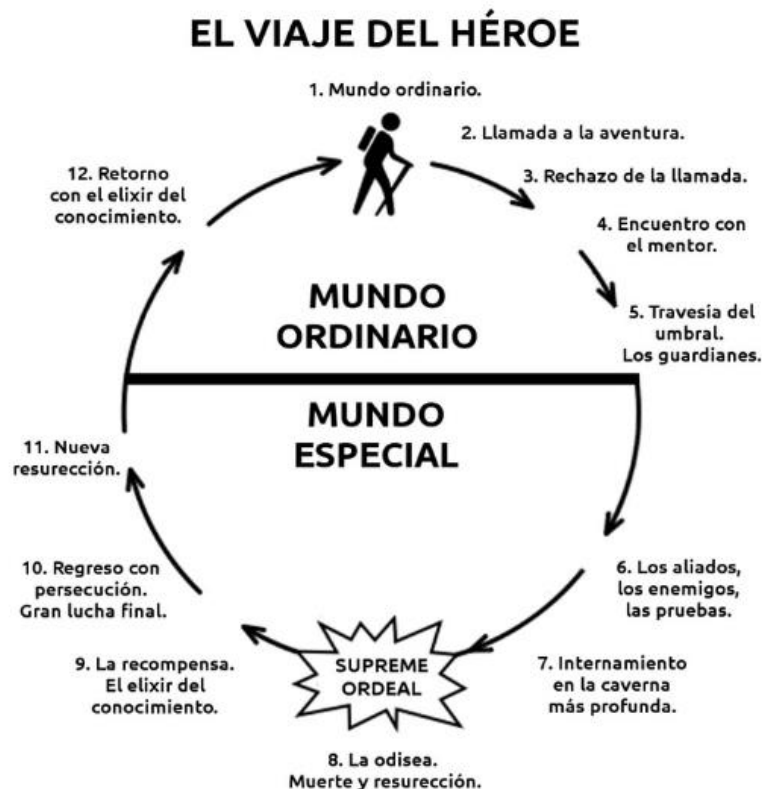 EL VIAJE DEL HÉROE
1. Mundo ordinario.
2. Llamada a la aventura.
3. Rechazo de la llamada.
4. Encuentro con
el mentor.
5. Travesía del
umbral.
Los guardianes.
MUNDO
ORDINARIO
MUNDO
ESPECIAL
6. Los aliados,
los enemigos,
las pruebas.
7. Internamiento
en la caverna
más profunda.
SUPREME
ORDEAL
8. La odisea.
Muerte y resurección.
9. La recompensa.
El elixir del
conocimiento.
10. Regreso con
persecución.
Gran lucha final.
11. Nueva
resurección.
12. Retorno
con el elixir del
conocimiento.